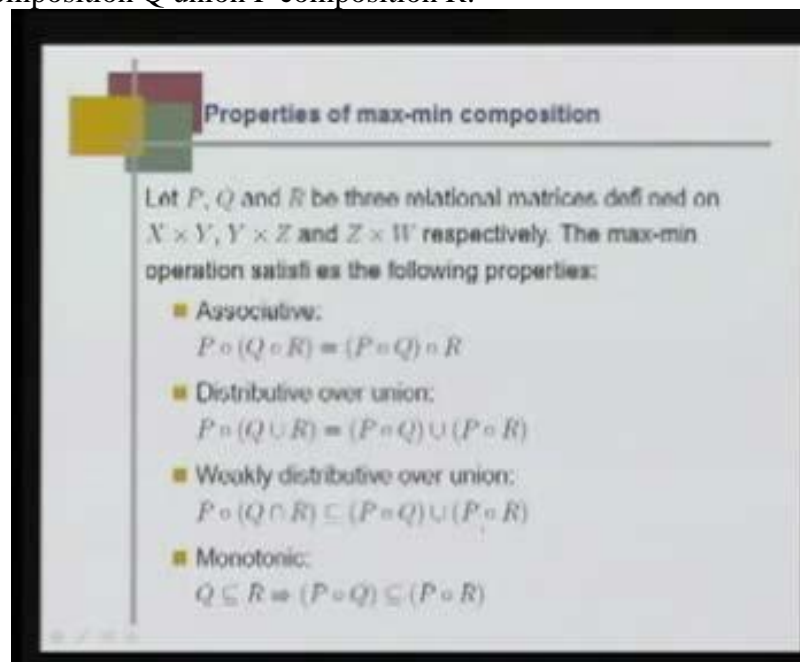 composition Q union P composition R.
Properties of max-min composition
Let P, Q and R be three relational matrices defi ned on
X × Y, Y × Z and Z × W respectively. The max-min
operation satisfi es the following properties:
Associative:
P ∘ (Q ∘ R) = (P ∘ Q) ∘ R
Distributive over union:
P ∘ (Q ∪ R) = (P ∘ Q) ∪ (P ∘ R)
Weakly distributive over union:
P ∘ (Q ∩ R) ⊆ (P ∘ Q) ∪ (P ∘ R)
Monotonic:
Q ⊆ R ⇒ (P ∘ Q) ⊆ (P ∘ R)